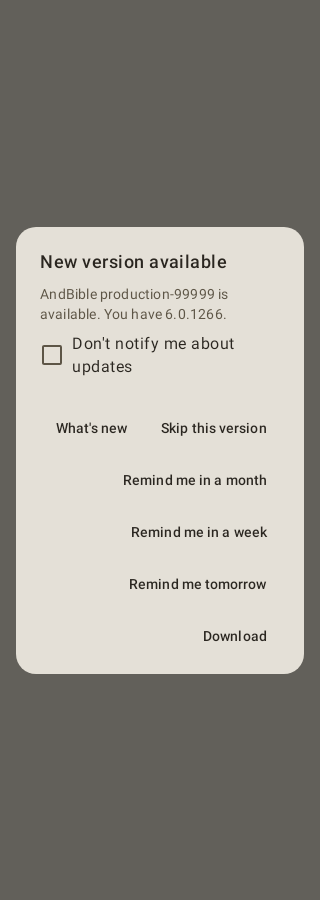 New version available
AndBible production-99999 is
available. You have 6.0.1266.
Don't notify me about
updates
What's new
Skip this version
Remind me in a month
Remind me in a week
Remind me tomorrow
Download